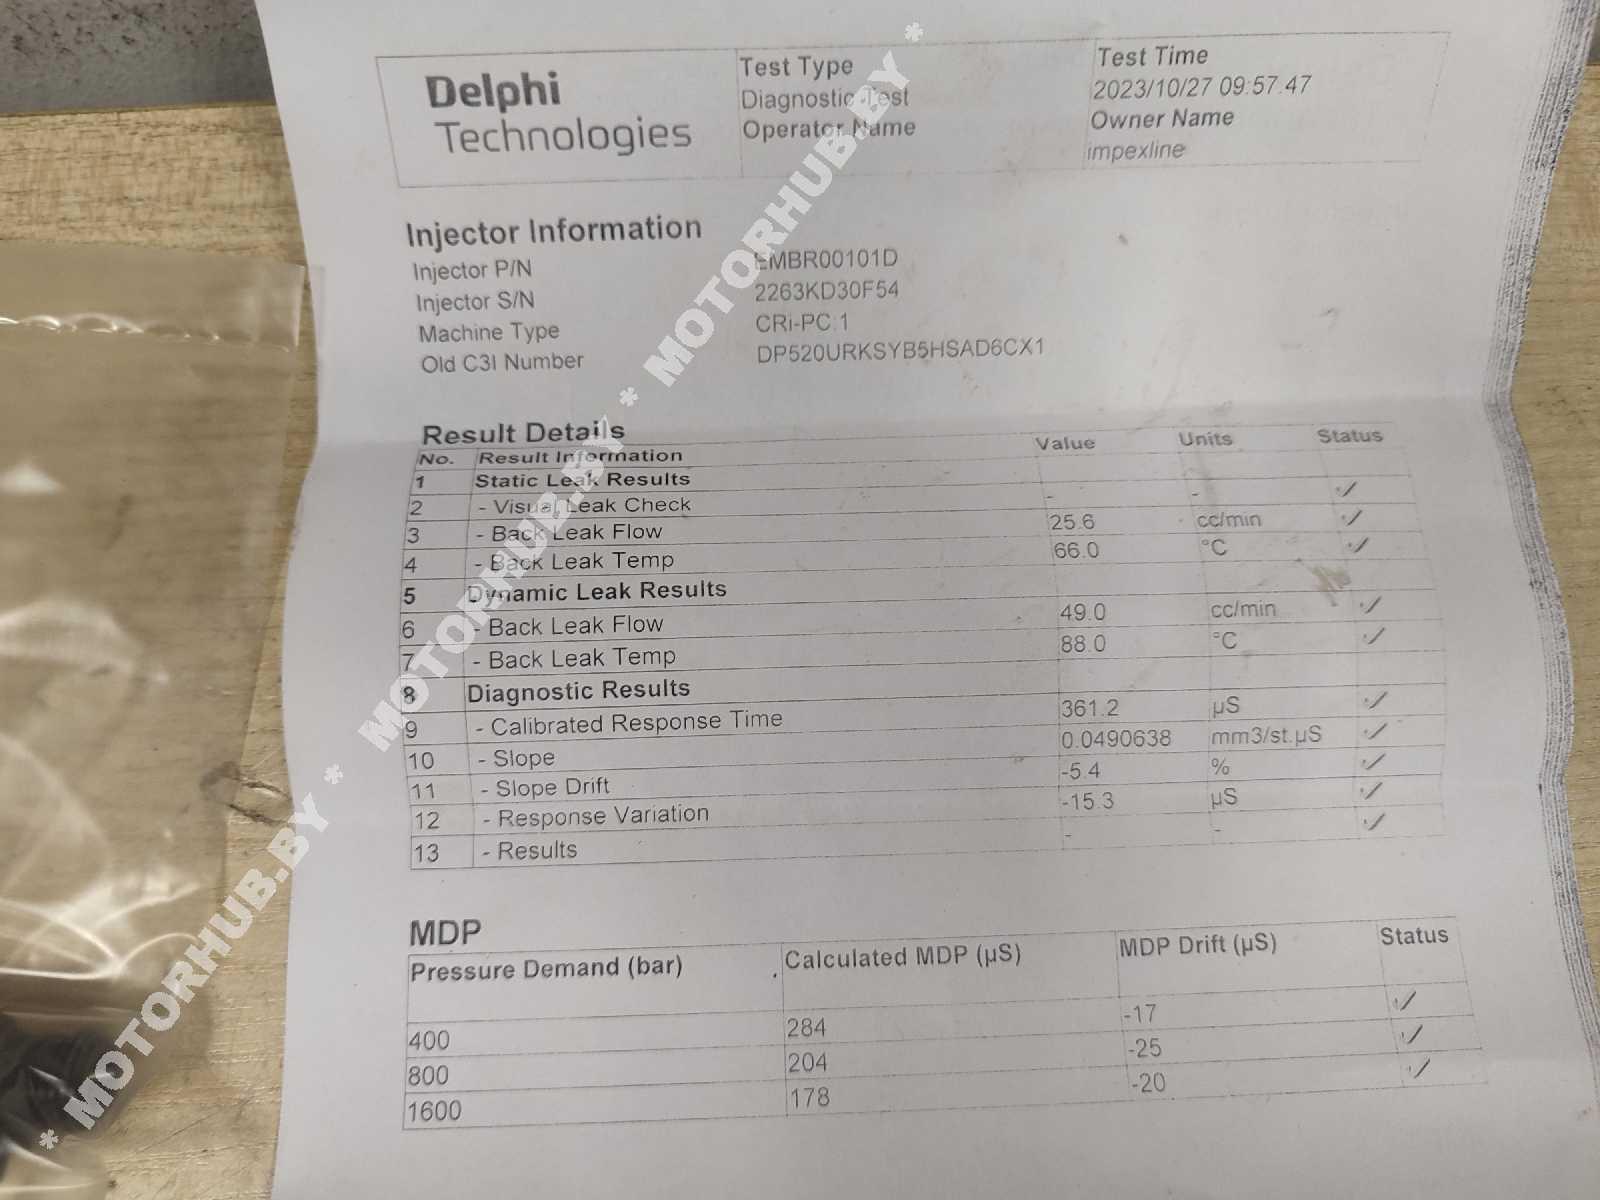 Delphi
Technologies
Test Type
Diagnostic Test
Operator Name
Test Time
2023/10/27 09:57.47
Owner Name
impexline
Injector Information
Injector P/N EMBR00101D
Injector S/N 2263KD30F54
Machine Type CRi-PC:1
Old C3I Number DP520URKSYB5HSAD6CX1
Result Details
No. Result Information Value Units Status
1 Static Leak Results
2 - Visual Leak Check - - ✓
3 - Back Leak Flow 25.6 cc/min ✓
4 - Back Leak Temp 66.0 °C ✓
5 Dynamic Leak Results
6 - Back Leak Flow 49.0 cc/min ✓
7 - Back Leak Temp 88.0 °C ✓
8 Diagnostic Results
9 - Calibrated Response Time 361.2 µS ✓
10 - Slope 0.0490638 mm3/st.µS ✓
11 - Slope Drift -5.4 % ✓
12 - Response Variation -15.3 µS ✓
13 - Results - - ✓
MDP
Pressure Demand (bar) Calculated MDP (µS) MDP Drift (µS) Status
400 284 -17 ✓
800 204 -25 ✓
1600 178 -20 ✓
* MOTORHUB.BY * MOTORHUB.BY * MOTORHUB.BY *